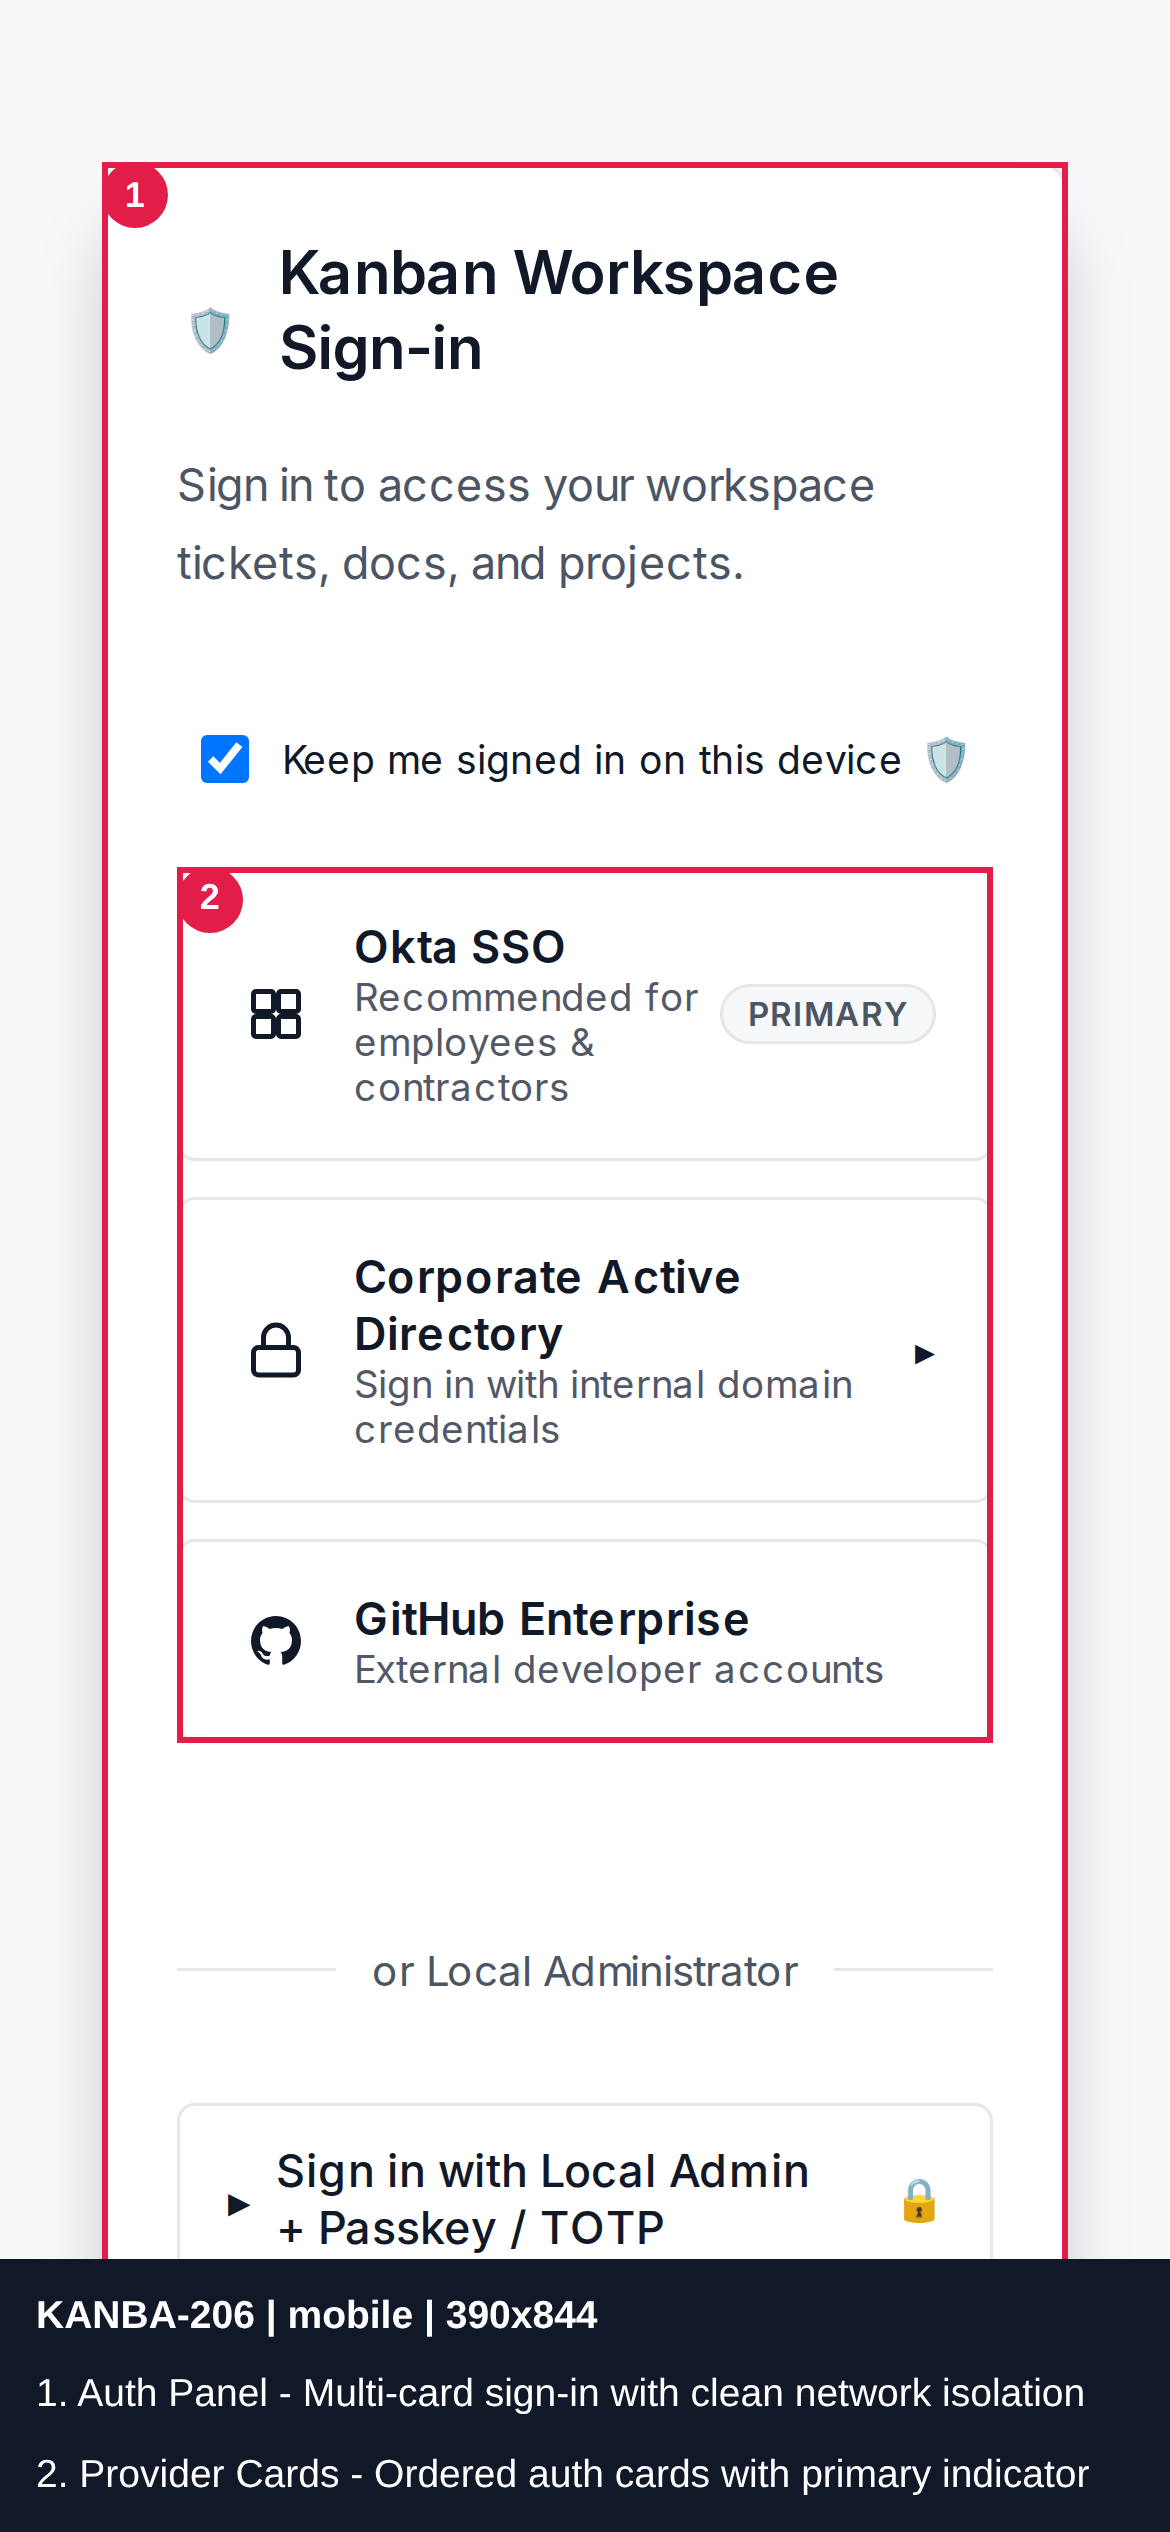 1
Kanban Workspace
Sign-in
Sign in to access your workspace
tickets, docs, and projects.
Keep me signed in on this device
2
Okta SSO
Recommended for
employees &
contractors
PRIMARY
Corporate Active
Directory
Sign in with internal domain
credentials
GitHub Enterprise
External developer accounts
or Local Administrator
Sign in with Local Admin
+ Passkey / TOTP
KANBA-206 | mobile | 390x844
1. Auth Panel - Multi-card sign-in with clean network isolation
2. Provider Cards - Ordered auth cards with primary indicator